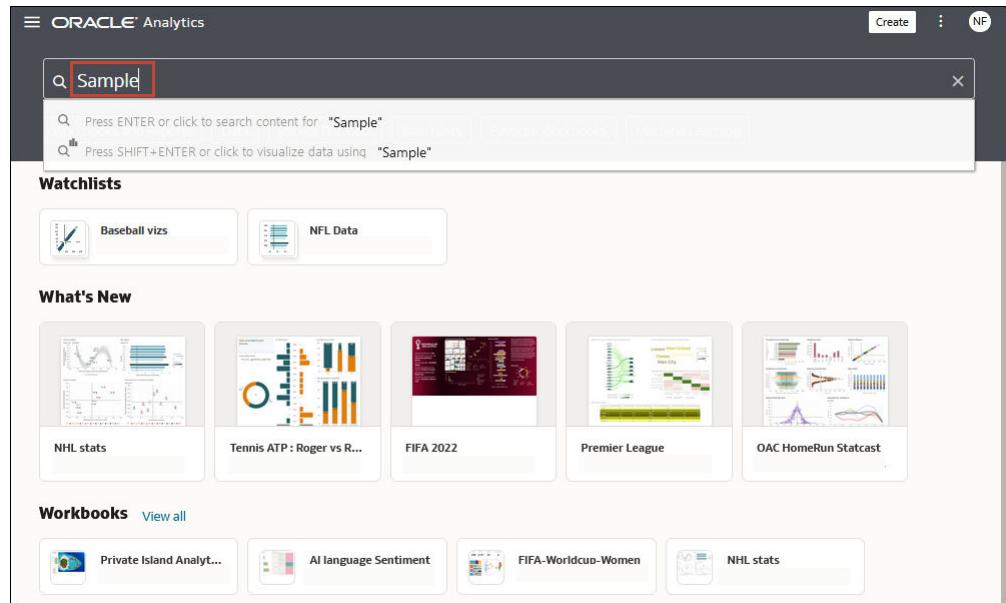 ORACLE Analytics
Create
NF
Sample
Press ENTER or click to search content for "Sample"
Press SHIFT+ENTER or click to visualize data using "Sample"
Watchlists
Baseball vizs
NFL Data
What's New
NHL stats
Tennis ATP : Roger vs R...
FIFA 2022
Premier League
OAC HomeRun Statcast
Workbooks View all
Private Island Analyt...
AI language Sentiment
FIFA-Worldcup-Women
NHL stats